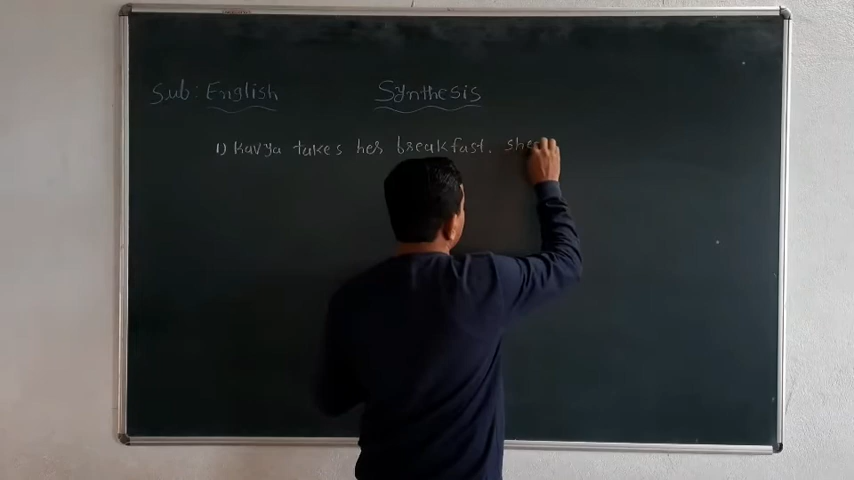 Sub: English Synthesis
1) Kavya takes her breakfast. she